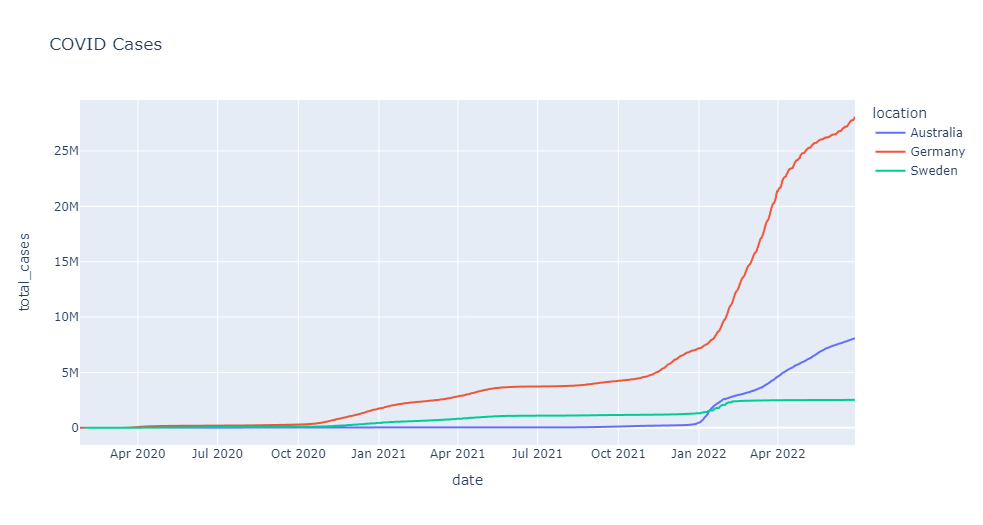 COVID Cases
location
Australia
Germany
Sweden
total_cases
25M
20M
15M
10M
5M
0
Apr 2020
Jul 2020
Oct 2020
Jan 2021
Apr 2021
Jul 2021
Oct 2021
Jan 2022
Apr 2022
date